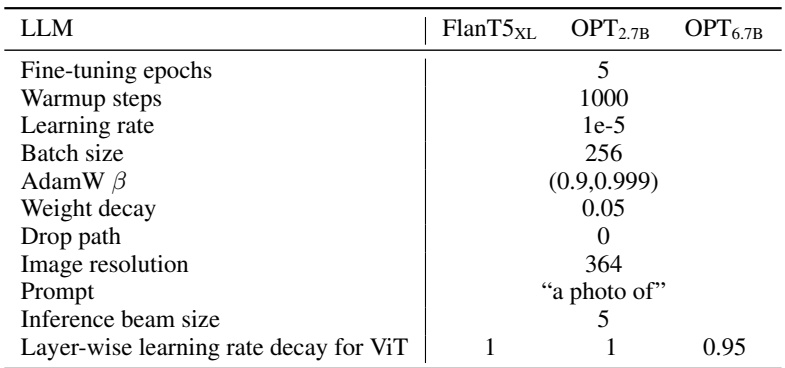 LLM FlanT5XL OPT2.7B OPT6.7B
Fine-tuning epochs 5
Warmup steps 1000
Learning rate 1e-5
Batch size 256
AdamW β (0.9,0.999)
Weight decay 0.05
Drop path 0
Image resolution 364
Prompt “a photo of”
Inference beam size 5
Layer-wise learning rate decay for ViT 1 1 0.95